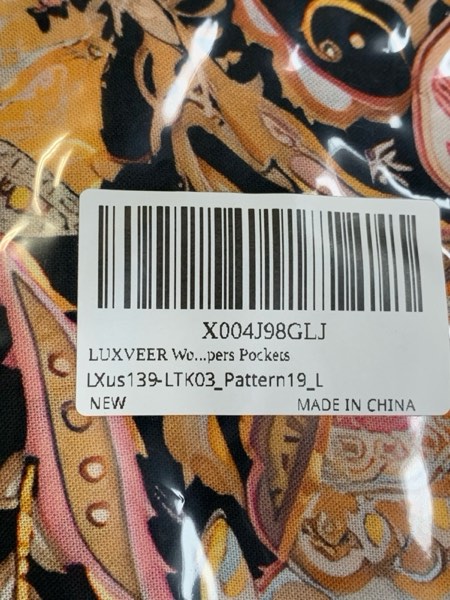 X004J98GLJ
LUXVEER Wo...pers Pockets
LXus139-LTK03_Pattern19_L
NEW MADE IN CHINA